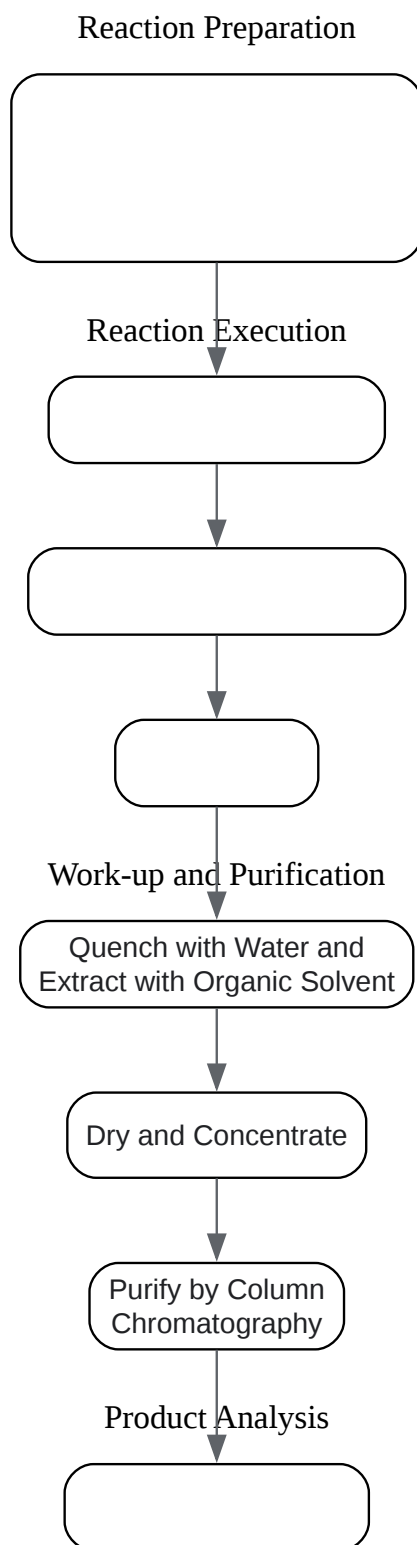 Reaction Preparation
Reaction Execution
Work-up and Purification
Quench with Water and
Extract with Organic Solvent
Dry and Concentrate
Purify by Column
Chromatography
Product Analysis